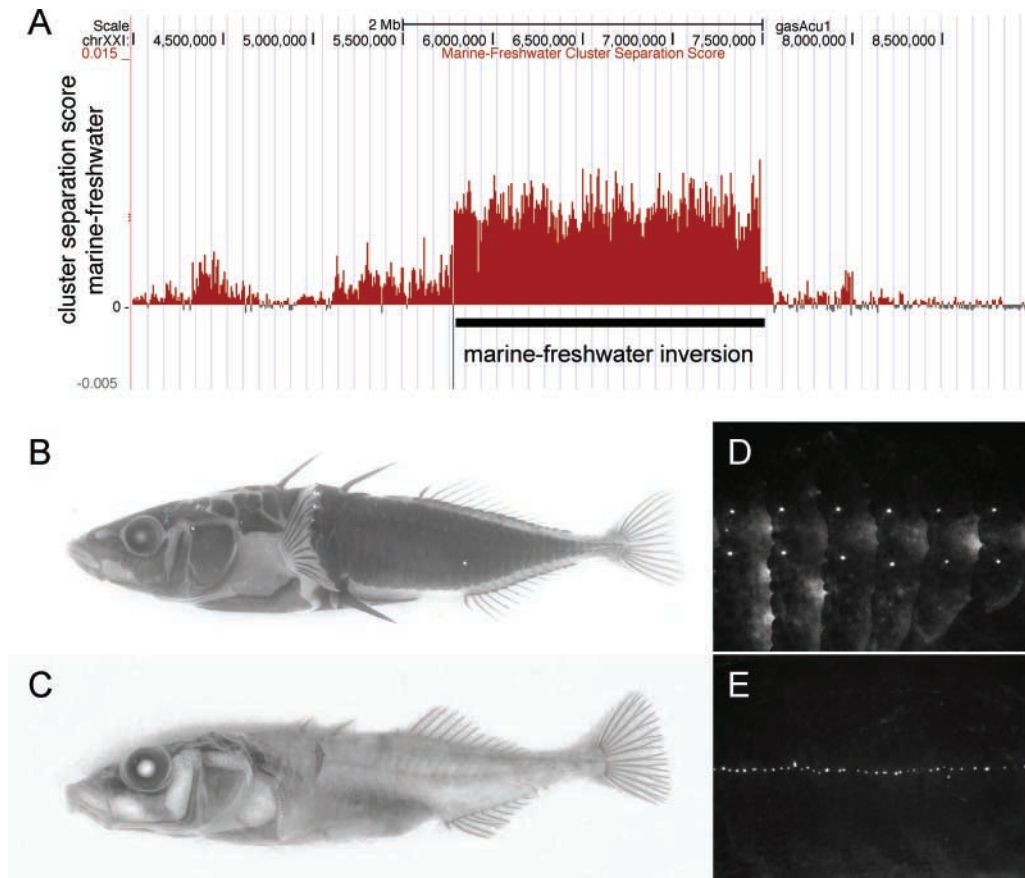 A
Scale
2 Mb
gasAcu1
chrXXI:
4,500,000
5,000,000
5,500,000
6,000,000
6,500,000
7,000,000
7,500,000
8,000,000
8,500,000
Marine-Freshwater Cluster Separation Score
0.015
cluster separation score
marine-freshwater
0
marine-freshwater inversion
-0.005
B
D
C
E